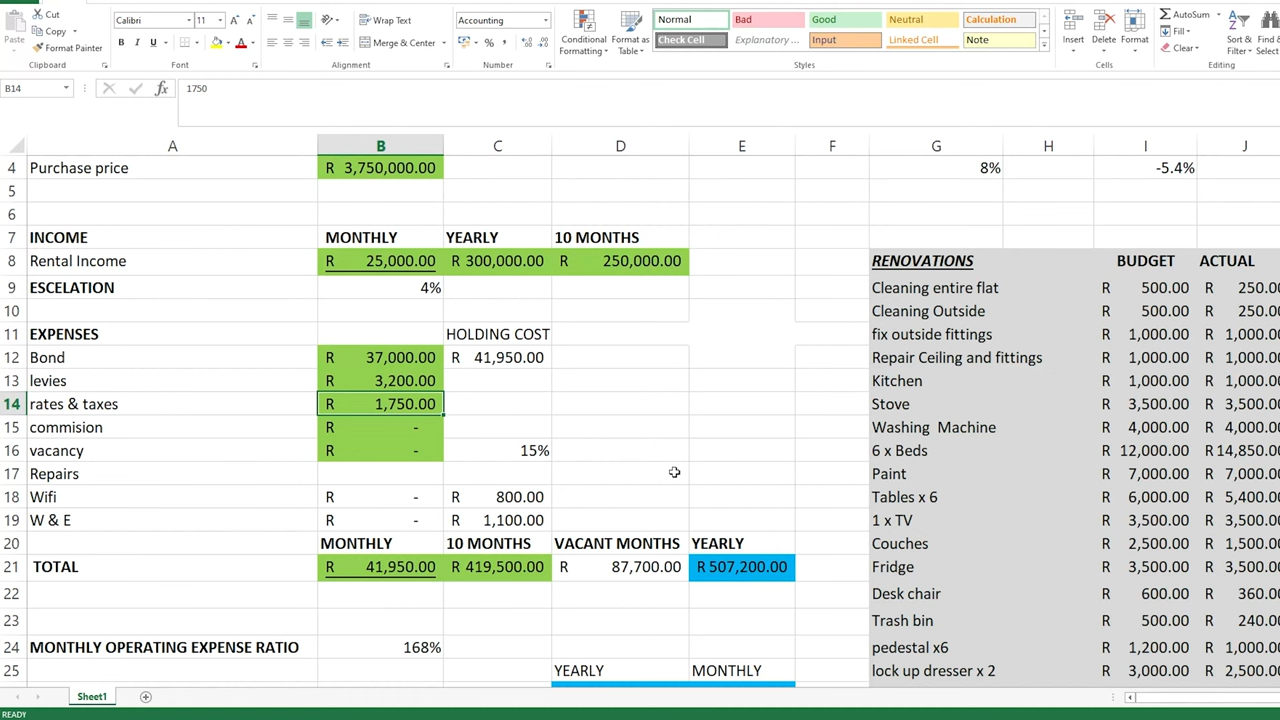 Cut
Calibri 11 Wrap Text Accounting Normal Bad Good Neutral Calculation AutoSum
Copy
Paste Format Painter B I U Merge & Center % Conditional Formatting Format as Table Check Cell Explanatory ... Input Linked Cell Note Insert Delete Format Fill Clear Sort & Filter Find &
Clipboard Font Alignment Number Styles Cells Editing
B14 fx 1750
A B C D E F G H I J
4 Purchase price R 3,750,000.00 8% -5.4%
5
6
7 INCOME MONTHLY YEARLY 10 MONTHS
8 Rental Income R 25,000.00 R 300,000.00 R 250,000.00 RENOVATIONS BUDGET ACTUAL
9 ESCELATION 4% Cleaning entire flat R 500.00 R 250.00
10 Cleaning Outside R 500.00 R 250.00
11 EXPENSES HOLDING COST fix outside fittings R 1,000.00 R 1,000.00
12 Bond R 37,000.00 R 41,950.00 Repair Ceiling and fittings R 1,000.00 R 1,000.00
13 levies R 3,200.00 Kitchen R 1,000.00 R 1,000.00
14 rates & taxes R 1,750.00 Stove R 3,500.00 R 3,500.00
15 commision R - Washing Machine R 4,000.00 R 4,000.00
16 vacancy R - 15% 6 x Beds R 12,000.00 R 14,850.00
17 Repairs Paint R 7,000.00 R 7,000.00
18 Wifi R - R 800.00 Tables x 6 R 6,000.00 R 5,400.00
19 W & E R - R 1,100.00 1 x TV R 3,500.00 R 3,500.00
20 MONTHLY 10 MONTHS VACANT MONTHS YEARLY Couches R 2,500.00 R 1,500.00
21 TOTAL R 41,950.00 R 419,500.00 R 87,700.00 R 507,200.00 Fridge R 3,500.00 R 3,500.00
22 Desk chair R 600.00 R 360.00
23 Trash bin R 500.00 R 240.00
24 MONTHLY OPERATING EXPENSE RATIO 168% pedestal x6 R 1,200.00 R 1,000.00
25 YEARLY MONTHLY lock up dresser x 2 R 3,000.00 R 2,500.00
Sheet1
READY